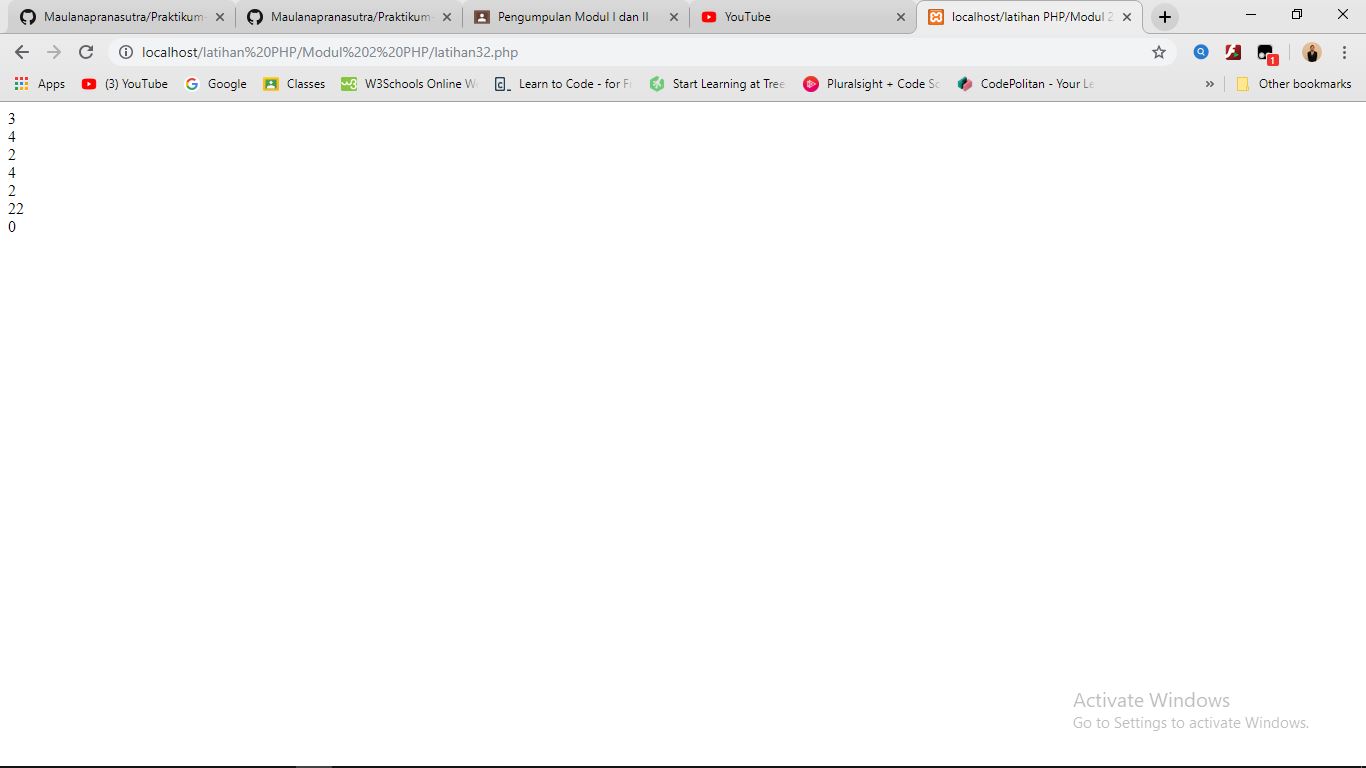 Maulanapranasutra/Praktikum-
Maulanapranasutra/Praktikum-
Pengumpulan Modul I dan II
YouTube
localhost/latihan PHP/Modul 2
localhost/latihan%20PHP/Modul%202%20PHP/latihan32.php
1
Apps
(3) YouTube
Google
Classes
W3Schools Online W
Learn to Code - for F
Start Learning at Tree
Pluralsight + Code Sc
CodePolitan - Your Le
»
Other bookmarks
3
4
2
4
2
22
0
Activate Windows
Go to Settings to activate Windows.